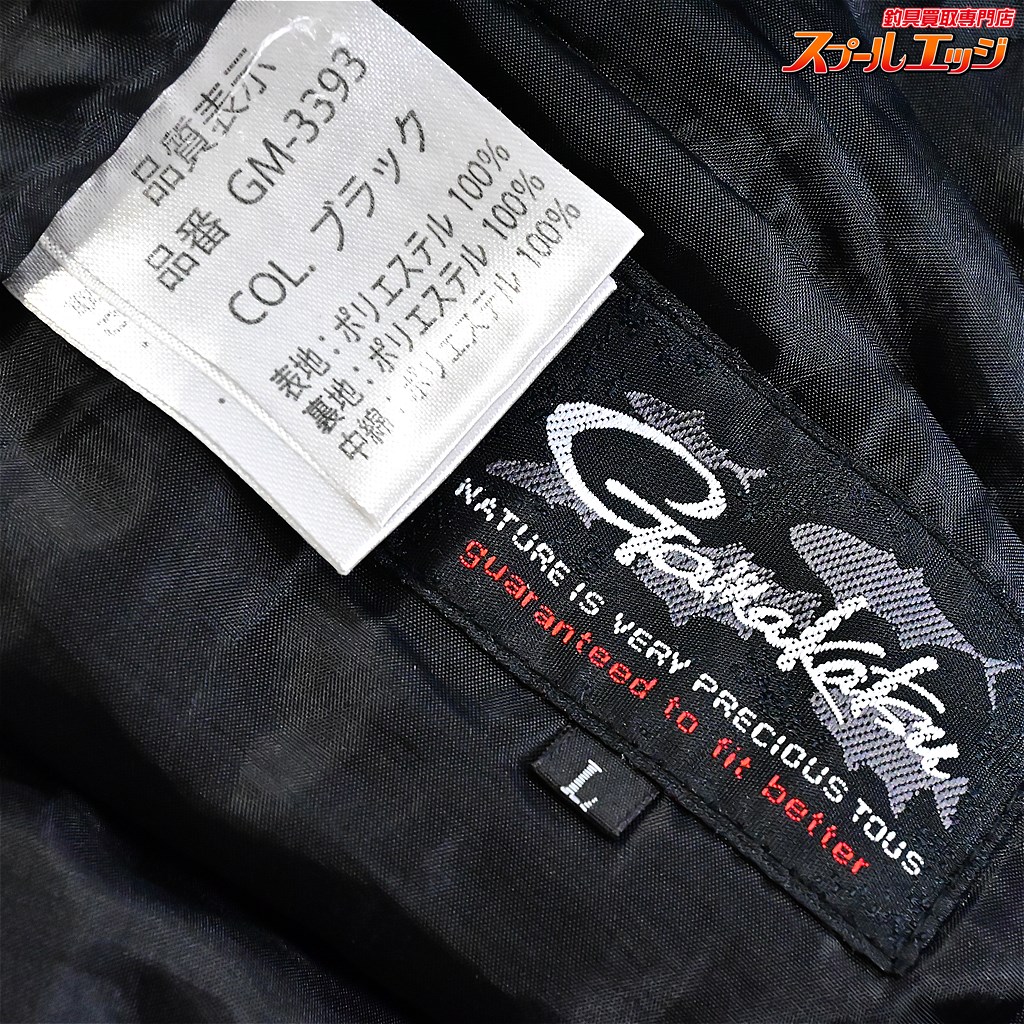 釣具買取専門店
スプールエッジ
品質表示
品番 GM-3393
COL. ブラック
表地：ポリエステル 100%
裏地：ポリエステル 100%
中綿：ポリエステル 100%
Gamakatsu
NATURE IS VERY PRECIOUS TOUS
guaranteed to fit better
L